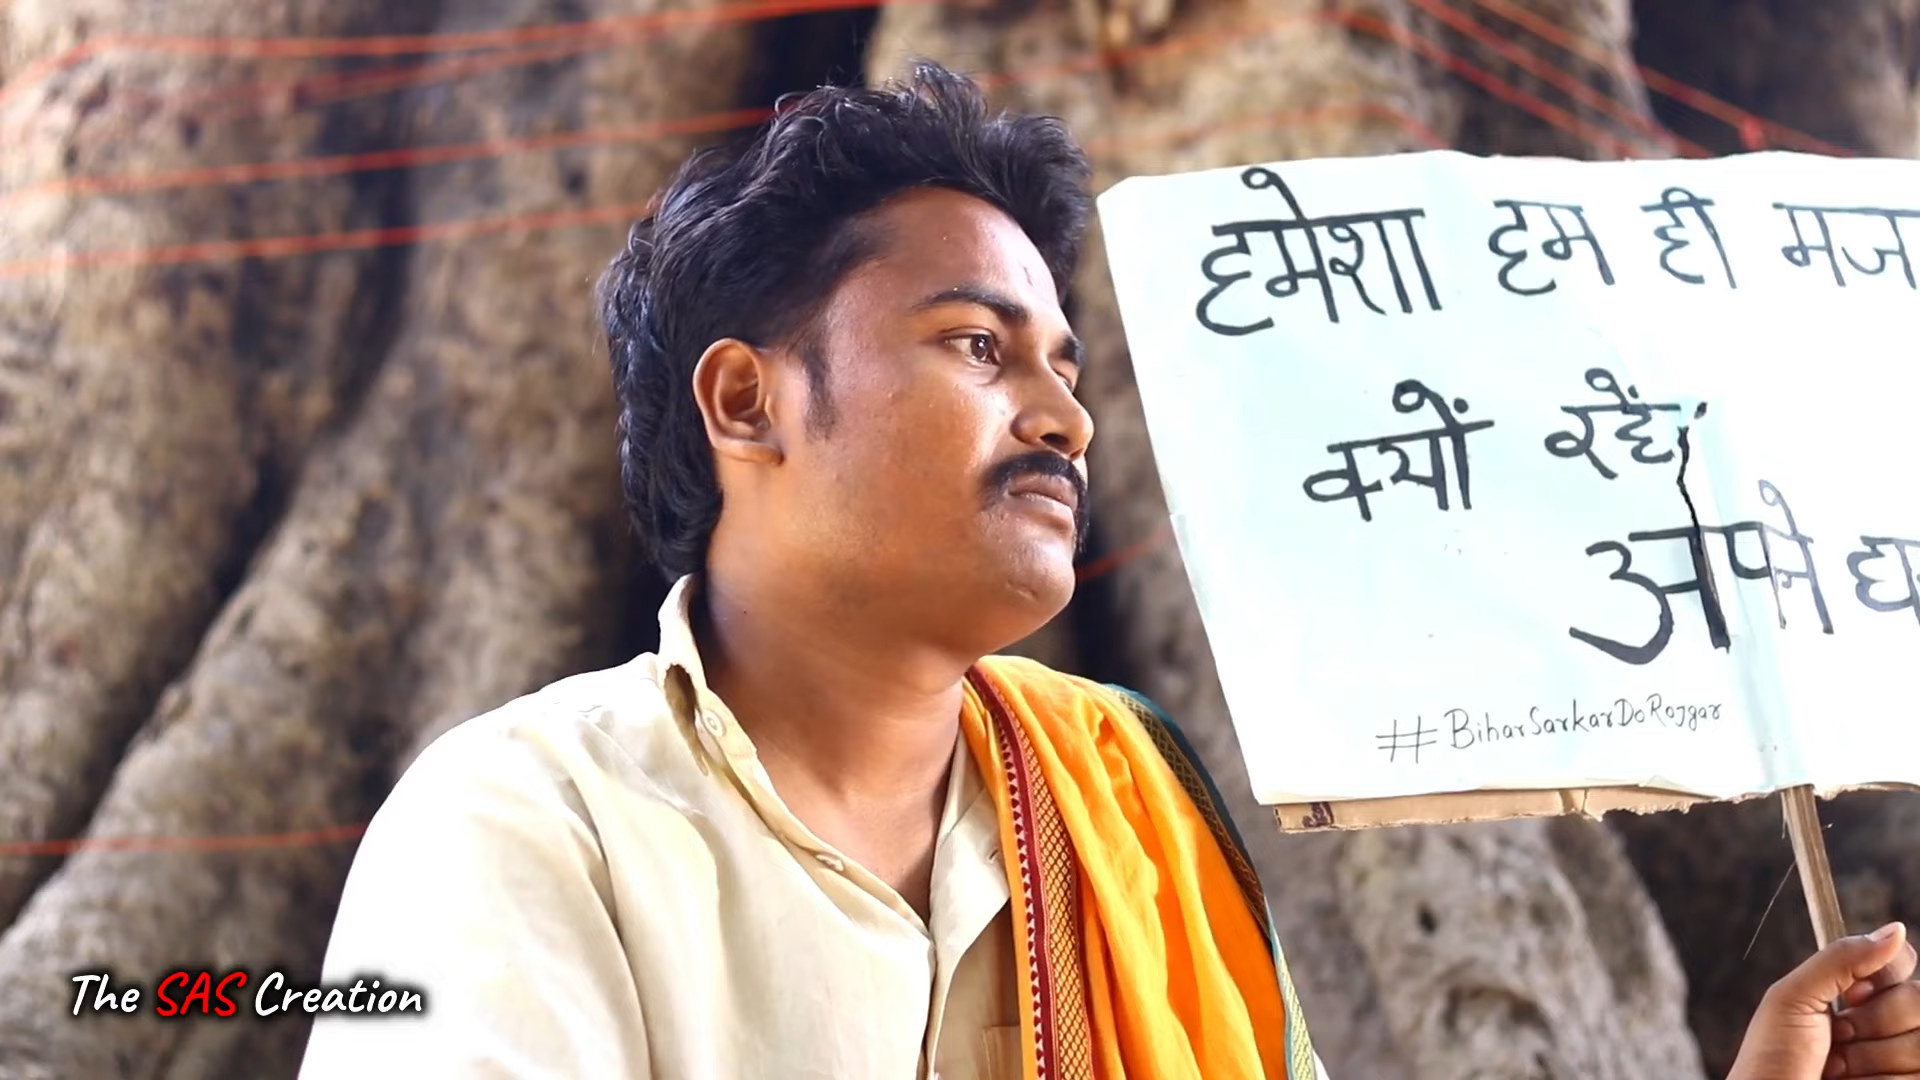 हमेशा हम ही मज
क्यों रहें
अपने घ
#BiharSarkarDoRojgar
The SAS Creation